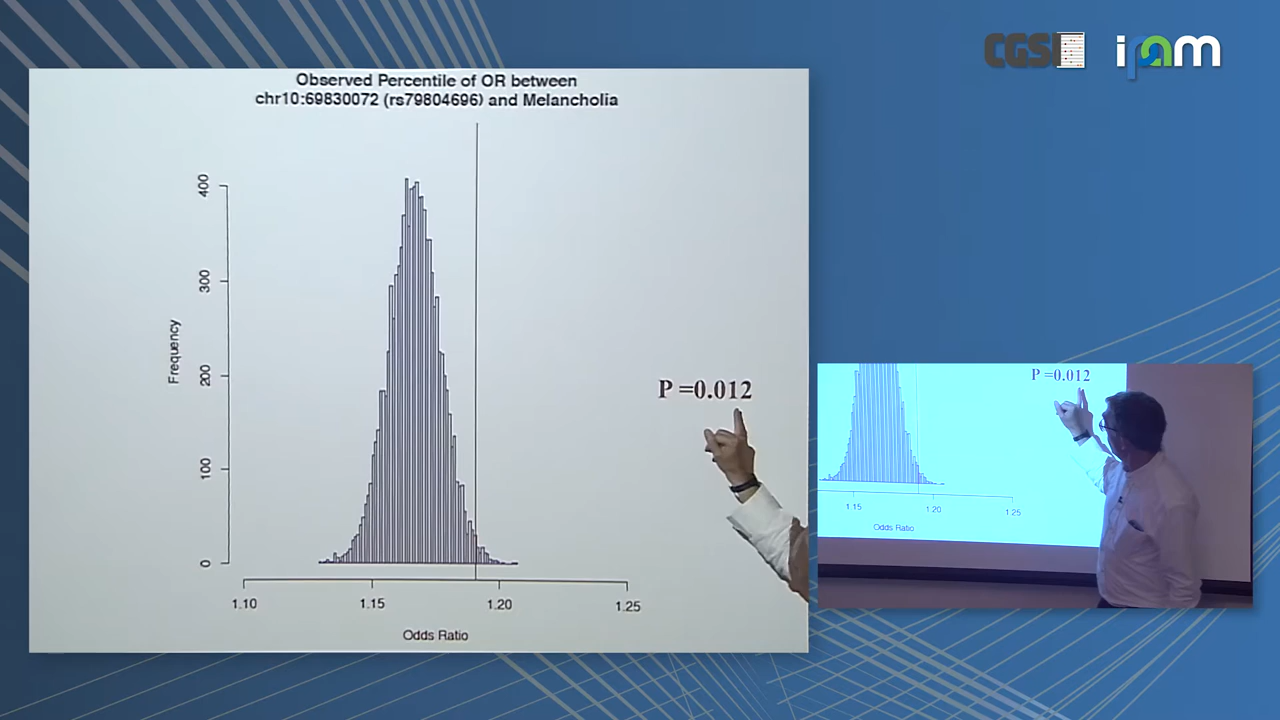 CGSI
ipam
Observed Percentile of OR between
chr10:69830072 (rs79804696) and Melancholia
400
300
200
100
0
Frequency
P =0.012
1.10
1.15
1.20
1.25
Odds Ratio
P =0.012
1.15
1.20
1.25
Odds Ratio